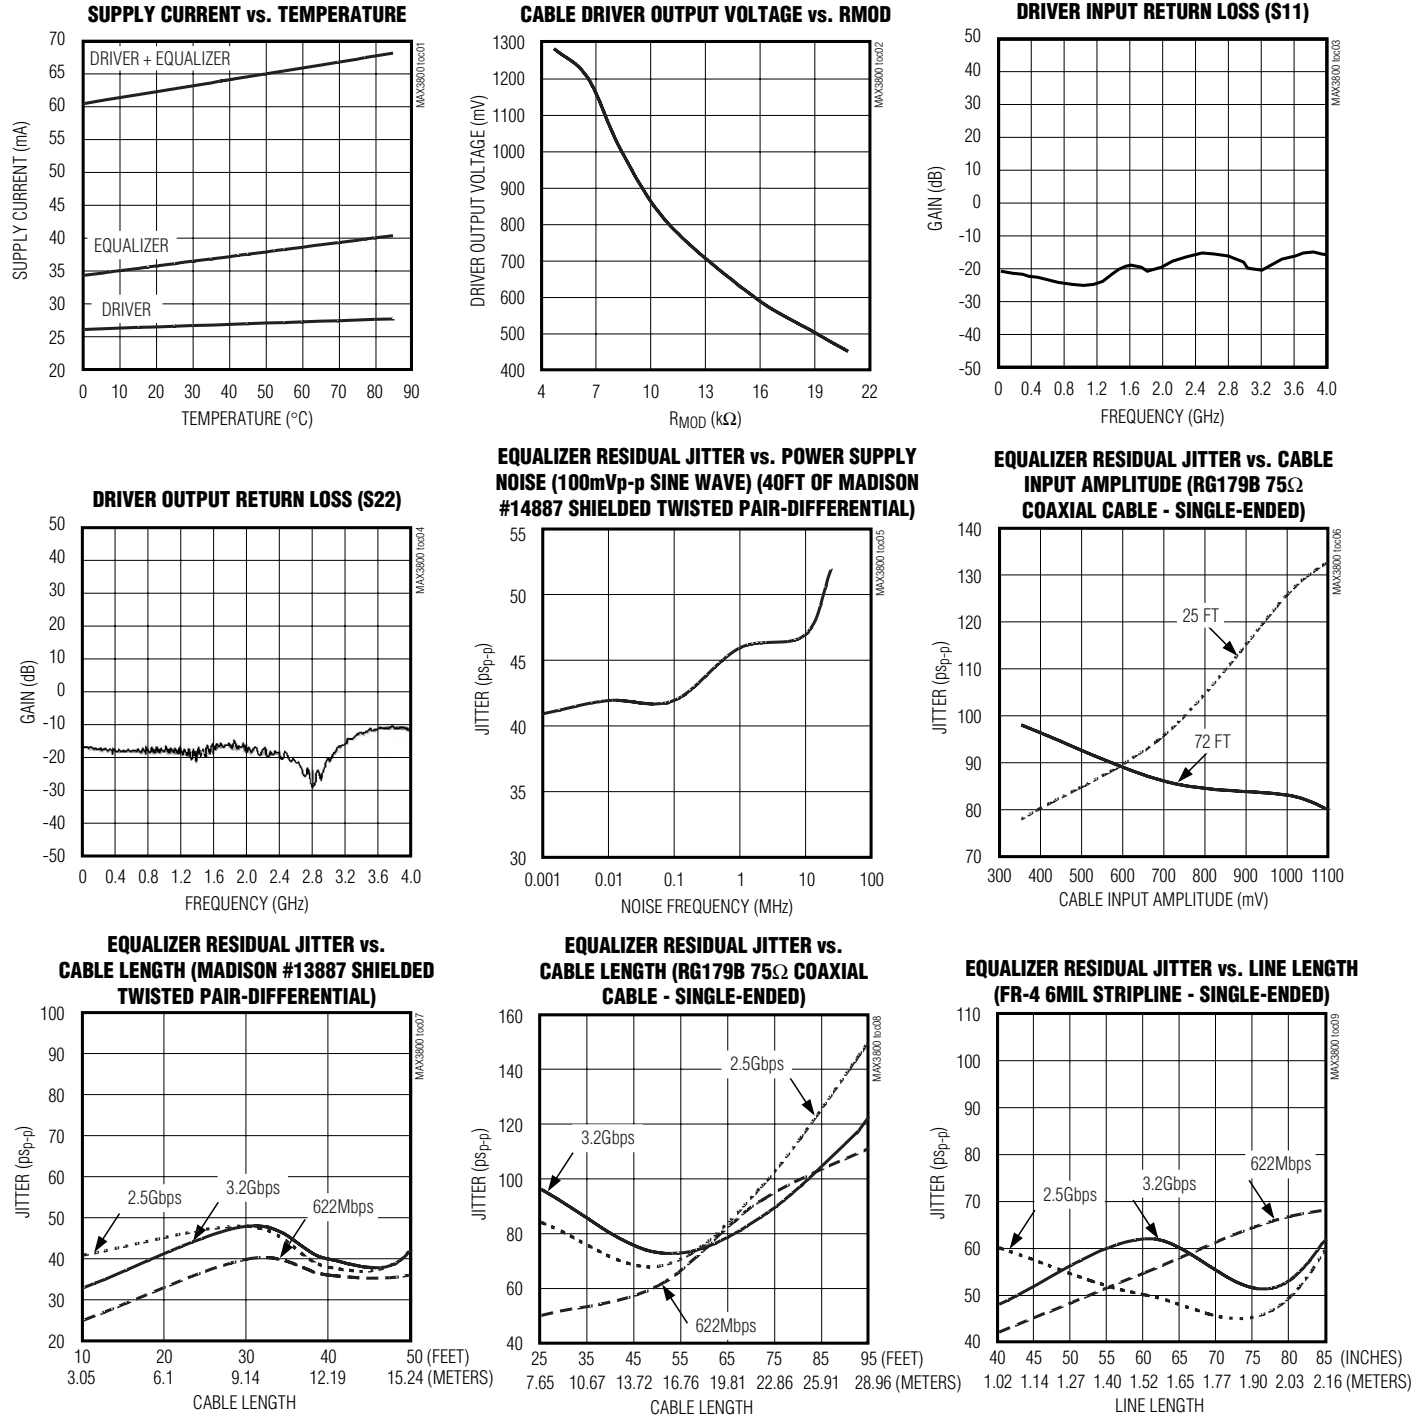 SUPPLY CURRENT vs. TEMPERATURE
70
65
60
55
50
45
40
35
30
25
20
SUPPLY CURRENT (mA)
DRIVER + EQUALIZER
EQUALIZER
DRIVER
MAX3800 toc01
0 10 20 30 40 50 60 70 80 90
TEMPERATURE (°C)
CABLE DRIVER OUTPUT VOLTAGE vs. RMOD
1300
1200
1100
1000
900
800
700
600
500
400
DRIVER OUTPUT VOLTAGE (mV)
MAX3800 toc02
4 7 10 13 16 19 22
RMOD (kΩ)
DRIVER INPUT RETURN LOSS (S11)
50
40
30
20
10
0
-10
-20
-30
-40
-50
GAIN (dB)
MAX3800 toc03
0 0.4 0.8 1.2 1.6 2.0 2.4 2.8 3.2 3.6 4.0
FREQUENCY (GHz)
DRIVER OUTPUT RETURN LOSS (S22)
50
40
30
20
10
0
-10
-20
-30
-40
-50
GAIN (dB)
MAX3800 toc04
0 0.4 0.8 1.2 1.6 2.0 2.4 2.8 3.2 3.6 4.0
FREQUENCY (GHz)
EQUALIZER RESIDUAL JITTER vs. POWER SUPPLY
NOISE (100mVp-p SINE WAVE) (40FT OF MADISON
#14887 SHIELDED TWISTED PAIR-DIFFERENTIAL)
55
50
45
40
35
30
JITTER (psp-p)
MAX3800 toc05
0.001 0.01 0.1 1 10 100
NOISE FREQUENCY (MHz)
EQUALIZER RESIDUAL JITTER vs. CABLE
INPUT AMPLITUDE (RG179B 75Ω
COAXIAL CABLE - SINGLE-ENDED)
140
130
120
110
100
90
80
70
JITTER (psp-p)
25 FT
72 FT
MAX3800 toc06
300 400 500 600 700 800 900 1000 1100
CABLE INPUT AMPLITUDE (mV)
EQUALIZER RESIDUAL JITTER vs.
CABLE LENGTH (MADISON #13887 SHIELDED
TWISTED PAIR-DIFFERENTIAL)
100
90
80
70
60
50
40
30
20
JITTER (psp-p)
2.5Gbps
3.2Gbps
622Mbps
MAX3800 toc07
10 20 30 40 50 (FEET)
3.05 6.1 9.14 12.19 15.24 (METERS)
CABLE LENGTH
EQUALIZER RESIDUAL JITTER vs.
CABLE LENGTH (RG179B 75Ω COAXIAL
CABLE - SINGLE-ENDED)
160
140
120
100
80
60
40
JITTER (psp-p)
2.5Gbps
3.2Gbps
622Mbps
MAX3800 toc08
25 35 45 55 65 75 85 95 (FEET)
7.65 10.67 13.72 16.76 19.81 22.86 25.91 28.96 (METERS)
CABLE LENGTH
EQUALIZER RESIDUAL JITTER vs. LINE LENGTH
(FR-4 6MIL STRIPLINE - SINGLE-ENDED)
110
100
90
80
70
60
50
40
JITTER (psp-p)
622Mbps
3.2Gbps
2.5Gbps
MAX3800 toc09
40 45 50 55 60 65 70 75 80 85 (INCHES)
1.02 1.14 1.27 1.40 1.52 1.65 1.77 1.90 2.03 2.16 (METERS)
LINE LENGTH